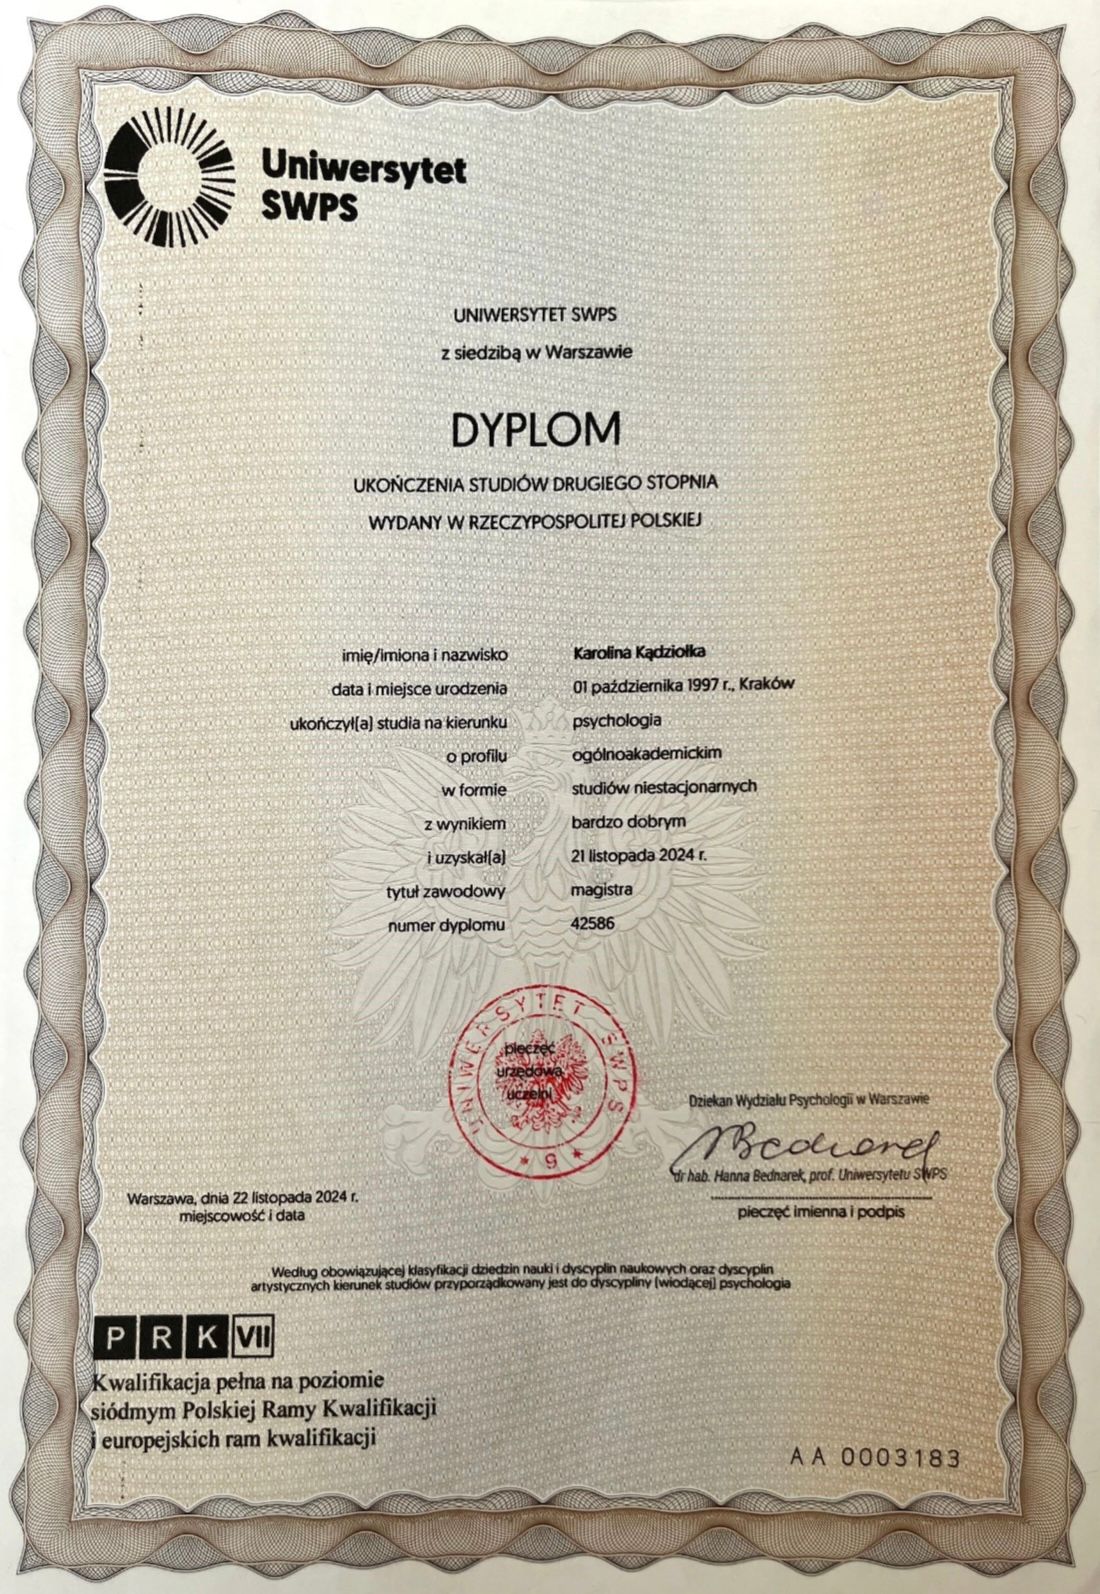 Uniwersytet
SWPS
UNIWERSYTET SWPS
z siedzibą w Warszawie
DYPLOM
UKOŃCZENIA STUDIÓW DRUGIEGO STOPNIA
WYDANY W RZECZYPOSPOLITEJ POLSKIEJ
imię/imiona i nazwisko Karolina Kądziołka
data i miejsce urodzenia 01 października 1997 r., Kraków
ukończył(a) studia na kierunku psychologia
o profilu ogólnoakademickim
w formie studiów niestacjonarnych
z wynikiem bardzo dobrym
i uzyskał(a) 21 listopada 2024 r.
tytuł zawodowy magistra
numer dyplomu 42586
UNIWERSYTET SWPS
pieczęć
urzędowa
uczelni
* 6 *
Dziekan Wydziału Psychologii w Warszawie
HBednarek
dr hab. Hanna Bednarek, prof. Uniwersytetu SWPS
pieczęć imienna i podpis
Warszawa, dnia 22 listopada 2024 r.
miejscowość i data
Według obowiązującej klasyfikacji dziedzin nauki i dyscyplin naukowych oraz dyscyplin
artystycznych kierunek studiów przyporządkowany jest do dyscypliny (wiodącej) psychologia
PRK VII
Kwalifikacja pełna na poziomie
siódmym Polskiej Ramy Kwalifikacji
i europejskich ram kwalifikacji
AA 0003183